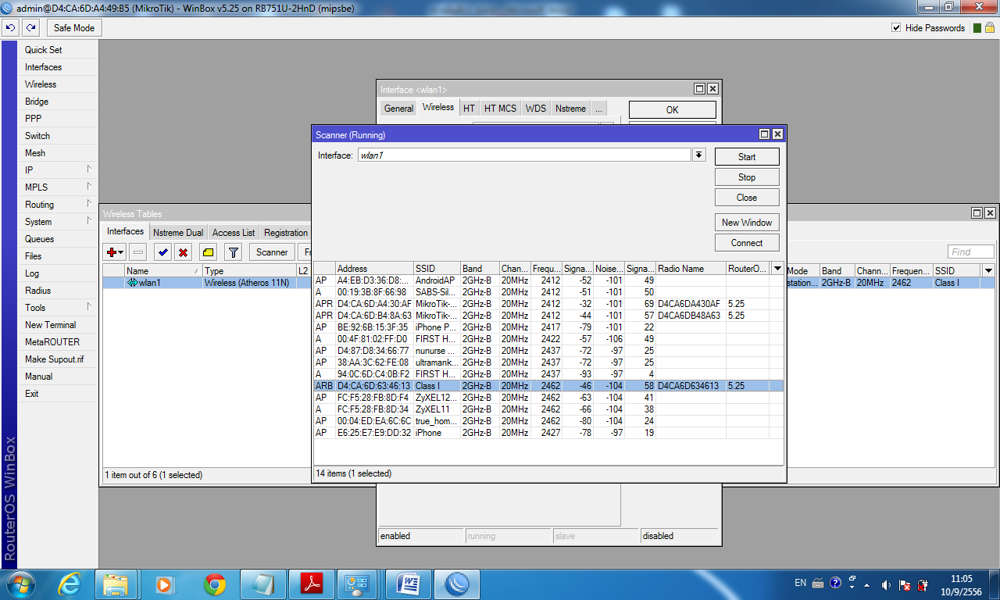 admin@D4:CA:6D:A4:49:B5 (MikroTik) - WinBox v5.25 on RB751U-2HnD (mipsbe)
Safe Mode
Hide Passwords
Quick Set
Interfaces
Wireless
Bridge
PPP
Switch
Mesh
IP
MPLS
Routing
System
Queues
Files
Log
Radius
Tools
New Terminal
MetaROUTER
Make Supout.rif
Manual
Exit
RouterOS WinBox
Interface <wlan1>
General Wireless HT HT MCS WDS Nstreme ...
OK
Scanner (Running)
Interface: wlan1
Start
Stop
Close
New Window
Connect
Address SSID Band Chan... Frequ... Signa... Noise... Signa... Radio Name RouterO...
AP A4:EB:D3:36:D8:... AndroidAP 2GHz-B 20MHz 2412 -52 -101 49
A 00:19:3B:8F:66:98 SABS-Sil... 2GHz-B 20MHz 2412 -51 -101 50
APR D4:CA:6D:A4:30:AF MikroTik-... 2GHz-B 20MHz 2412 -32 -101 69 D4CA6DA430AF 5.25
APR D4:CA:6D:B4:8A:63 MikroTik-... 2GHz-B 20MHz 2412 -44 -101 57 D4CA6DB48A63 5.25
AP BE:92:6B:15:3F:35 iPhone P... 2GHz-B 20MHz 2417 -79 -101 22
A 00:4F:81:02:FF:D0 FIRST H... 2GHz-B 20MHz 2422 -57 -106 49
AP D4:87:D8:34:66:77 nunurse ... 2GHz-B 20MHz 2437 -72 -97 25
AP 38:AA:3C:62:FE:08 ultramank... 2GHz-B 20MHz 2437 -72 -97 25
A 94:0C:6D:C4:0B:F2 FIRST H... 2GHz-B 20MHz 2437 -93 -97 4
ARB D4:CA:6D:63:46:13 Class I 2GHz-B 20MHz 2462 -46 -104 58 D4CA6D634613 5.25
AP FC:F5:28:FB:8D:F4 ZyXEL12... 2GHz-B 20MHz 2462 -63 -104 41
A FC:F5:28:FB:8D:34 ZyXEL11 2GHz-B 20MHz 2462 -66 -104 38
AP 00:04:ED:EA:6C:6C true_hom... 2GHz-B 20MHz 2462 -80 -104 24
AP E6:25:E7:E9:DD:32 iPhone 2GHz-B 20MHz 2427 -78 -97 19
14 items (1 selected)
Wireless Tables
Interfaces Nstreme Dual Access List Registration
Scanner Fr
Find
Name Type L2 Mode Band Chann... Frequen... SSID
wlan1 Wireless (Atheros 11N) station... 2GHz-B 20MHz 2462 Class I
1 item out of 6 (1 selected)
enabled running slave disabled
EN
11:05
10/9/2556